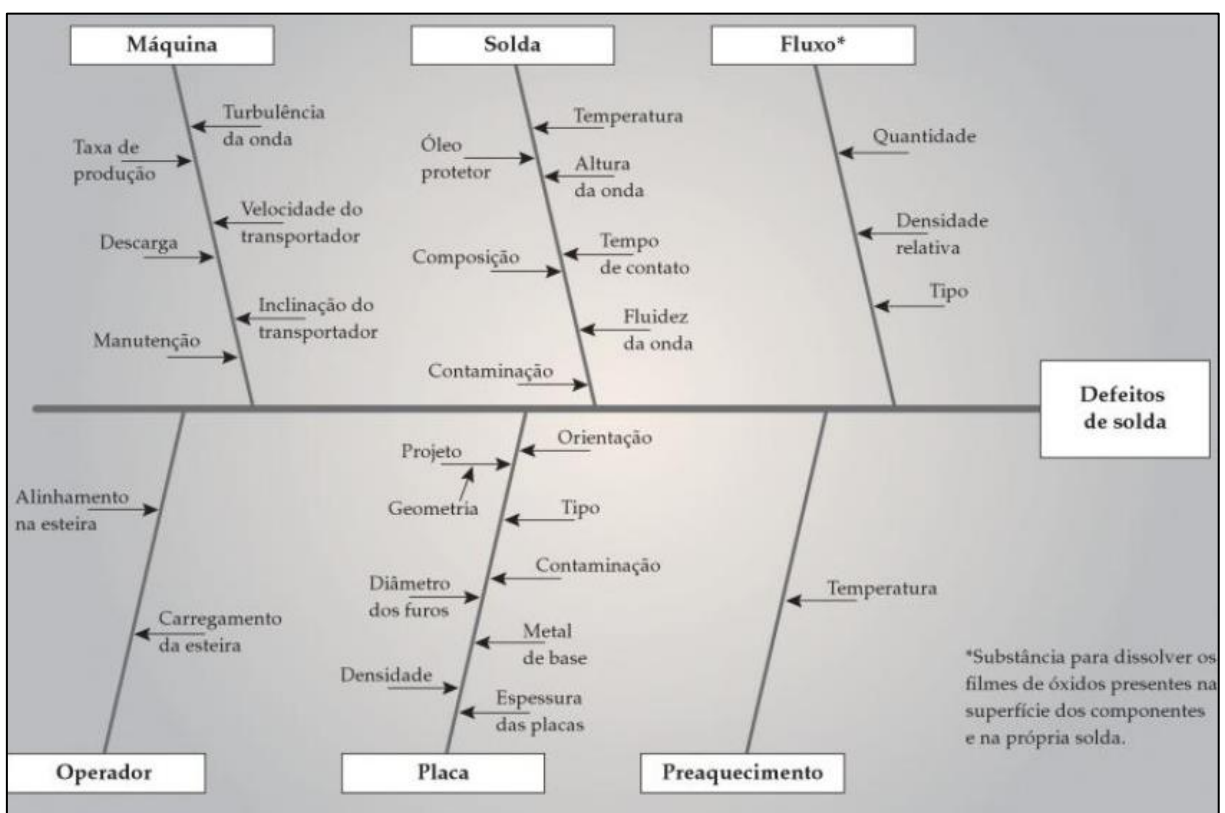 Máquina
Solda
Fluxo*
Turbulência
da onda
Taxa de
produção
Velocidade do
transportador
Descarga
Inclinação do
transportador
Manutenção
Temperatura
Óleo
protetor
Altura
da onda
Tempo
de contato
Composição
Fluidez
da onda
Contaminação
Quantidade
Densidade
relativa
Tipo
Defeitos
de solda
Alinhamento
na esteira
Carregamento
da esteira
Orientação
Projeto
Geometria
Tipo
Contaminação
Diâmetro
dos furos
Metal
de base
Densidade
Espessura
das placas
Temperatura
*Substância para dissolver os
filmes de óxidos presentes na
superfície dos componentes
e na própria solda.
Operador
Placa
Preaquecimento